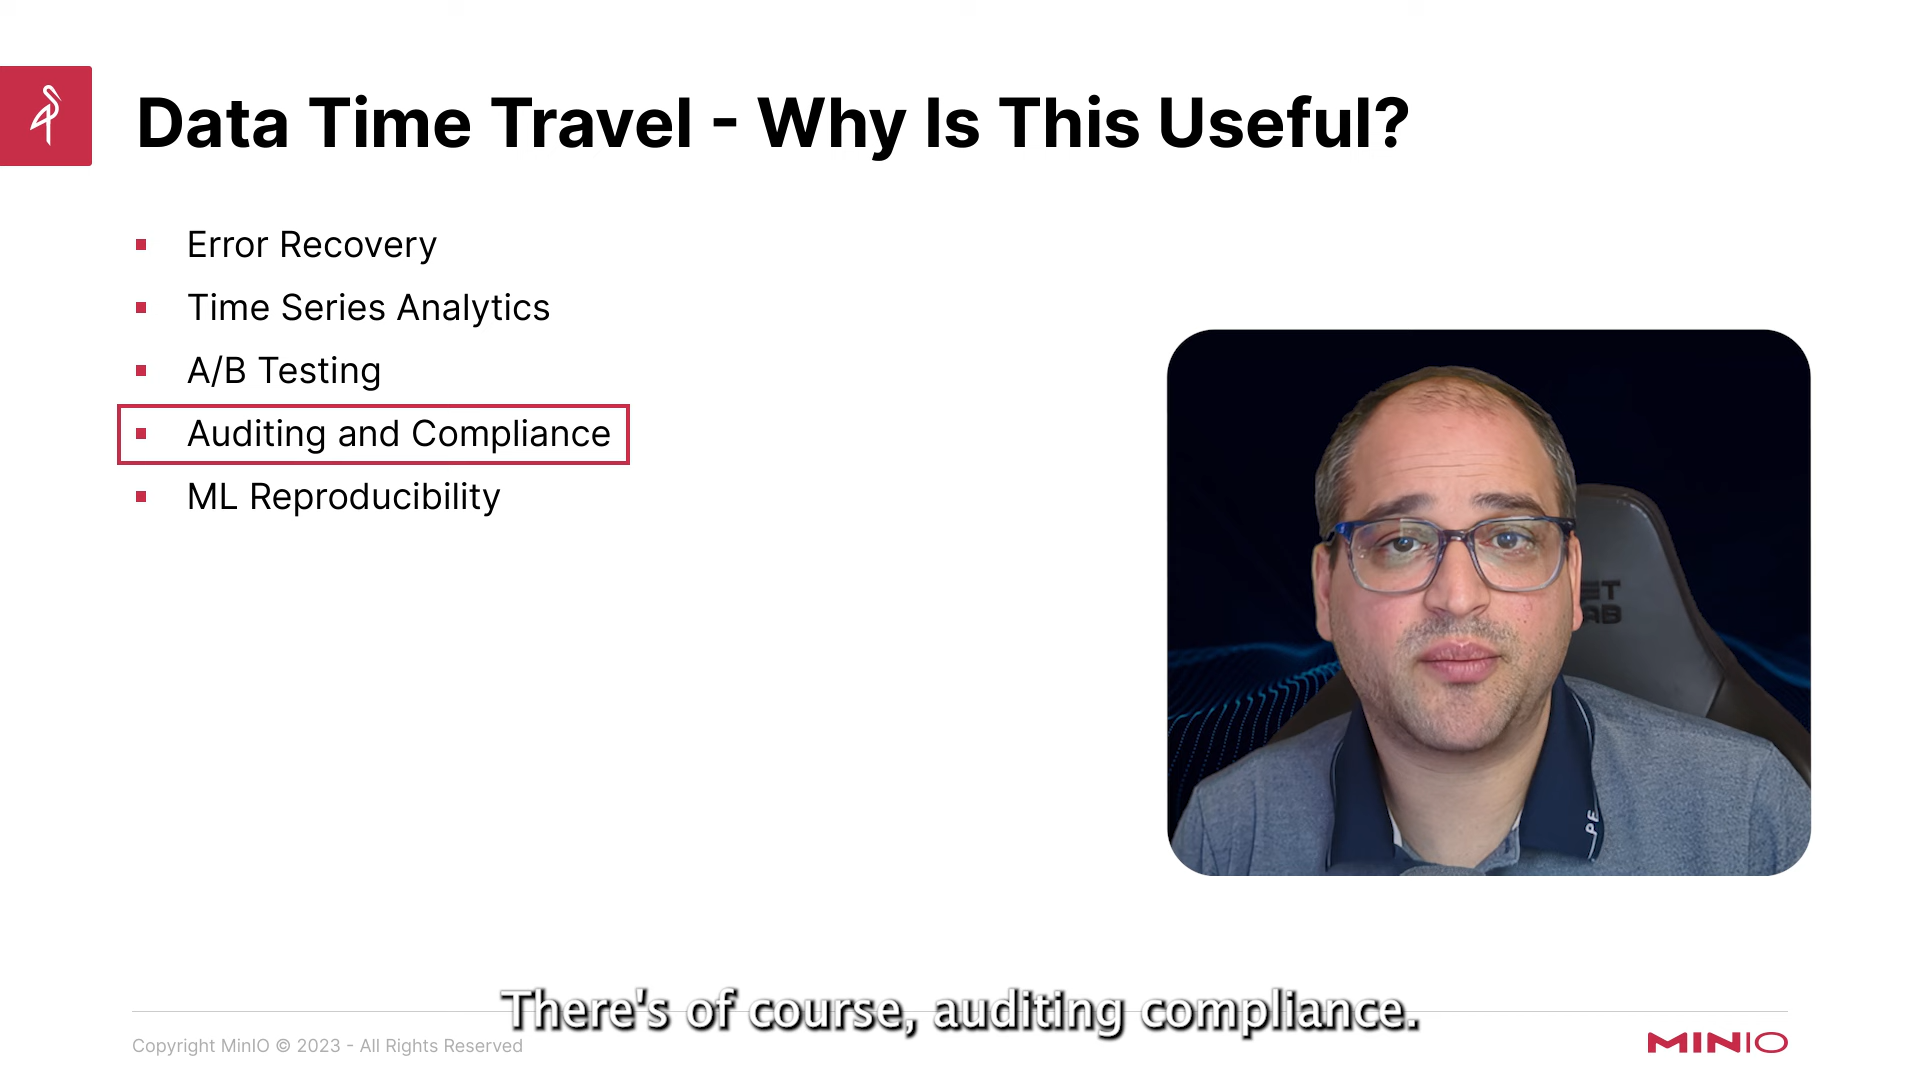 Data Time Travel - Why Is This Useful?
Error Recovery
Time Series Analytics
A/B Testing
Auditing and Compliance
ML Reproducibility
There's of course, auditing compliance.
Copyright MinIO © 2023 - All Rights Reserved
MINIO